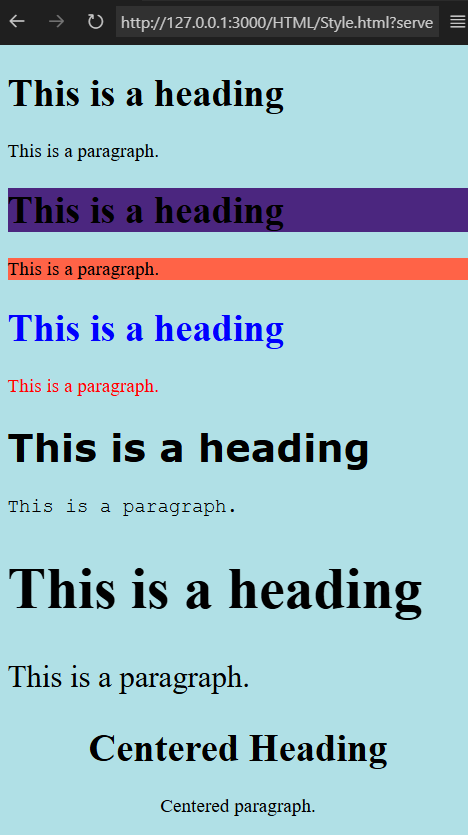 http://127.0.0.1:3000/HTML/Style.html?serve
This is a heading
This is a paragraph.
This is a heading
This is a paragraph.
This is a heading
This is a paragraph.
This is a heading
This is a paragraph.
This is a heading
This is a paragraph.
Centered Heading
Centered paragraph.